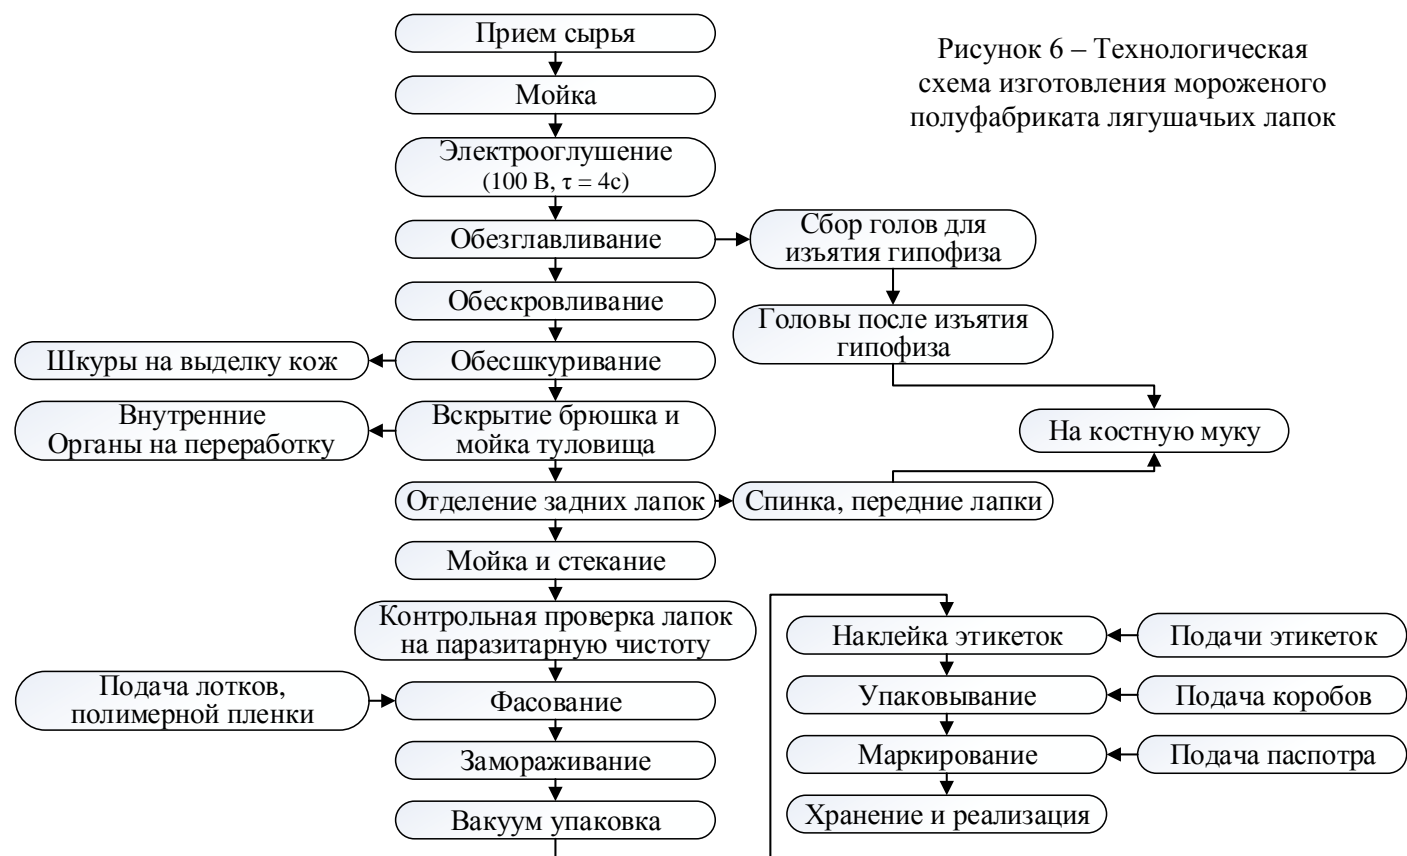 Прием сырья
Рисунок 6 – Технологическая
схема изготовления мороженого
полуфабриката лягушачьих лапок
Мойка
Электрооглушение
(100 В, τ = 4с)
Обезглавливание
Сбор голов для
изъятия гипофиза
Обескровливание
Головы после изъятия
гипофиза
Шкуры на выделку кож
Обесшкуривание
Внутренние
Органы на переработку
Вскрытие брюшка и
мойка туловища
На костную муку
Отделение задних лапок
Спинка, передние лапки
Мойка и стекание
Контрольная проверка лапок
на паразитарную чистоту
Подача лотков,
полимерной пленки
Фасование
Замораживание
Вакуум упаковка
Наклейка этикеток
Подачи этикеток
Упаковывание
Подача коробов
Маркирование
Подача паспотра
Хранение и реализация